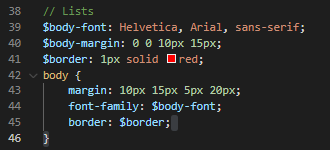 38 // Lists
39 $body-font: Helvetica, Arial, sans-serif;
40 $body-margin: 0 0 10px 15px;
41 $border: 1px solid red;
42 body {
43 margin: 10px 15px 5px 20px;
44 font-family: $body-font;
45 border: $border;
46 }